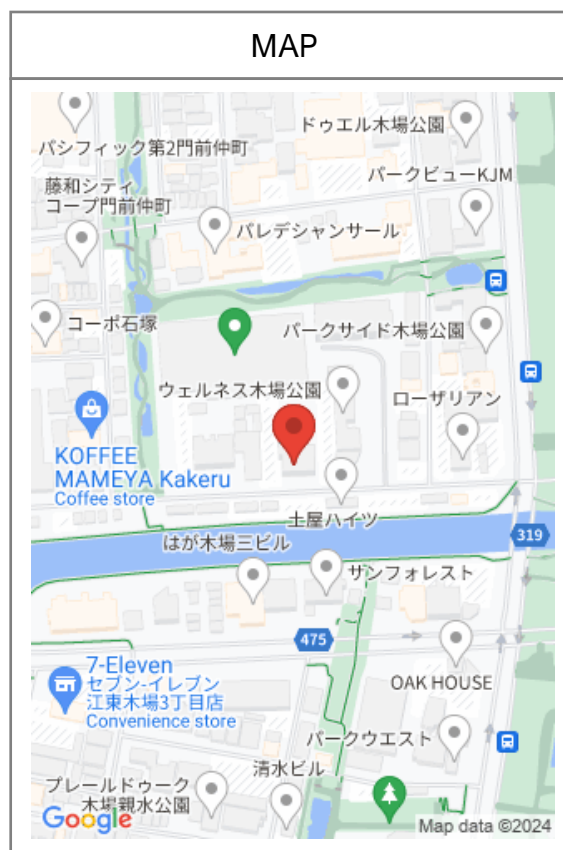 MAP
ドゥエル木場公園
パシフィック第2門前仲町
パークビューKJM
藤和シティ
コープ門前仲町
パレデシャンサール
コーポ石塚
パークサイド木場公園
ウェルネス木場公園
ローザリアン
KOFFEE
MAMEYA Kakeru
Coffee store
土屋ハイツ
319
はが木場三ビル
サンフォレスト
475
7-Eleven
セブン-イレブン
江東木場3丁目店
Convenience store
OAK HOUSE
パークウエスト
清水ビル
プレールドゥーク
木場親水公園
Google
Map data ©2024